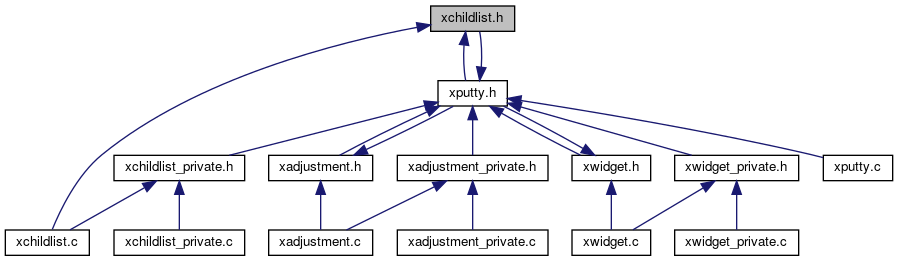 xchildlist.h
xputty.h
xchildlist_private.h
xadjustment.h
xadjustment_private.h
xwidget.h
xwidget_private.h
xputty.c
xchildlist.c
xchildlist_private.c
xadjustment.c
xadjustment_private.c
xwidget.c
xwidget_private.c